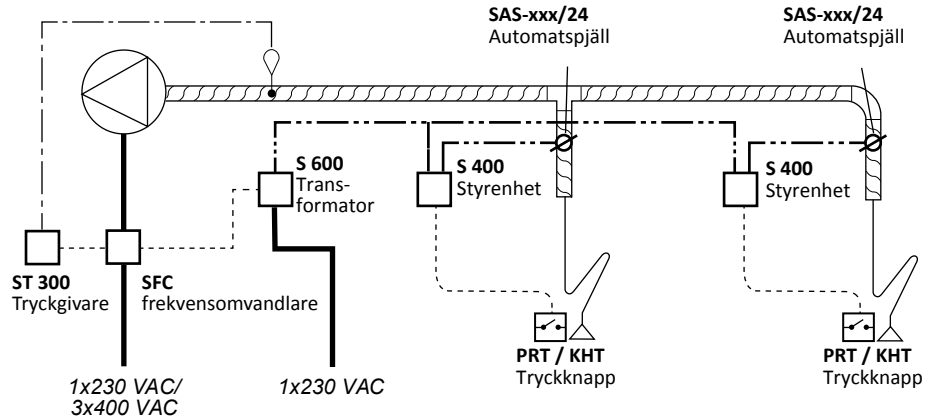 SAS-xxx/24
Automatspjäll
SAS-xxx/24
Automatspjäll
S 600
Trans-
formator
S 400
Styrenhet
S 400
Styrenhet
ST 300
Tryckgivare
SFC
frekvensomvandlare
PRT / KHT
Tryckknapp
PRT / KHT
Tryckknapp
1x230 VAC/
3x400 VAC
1x230 VAC